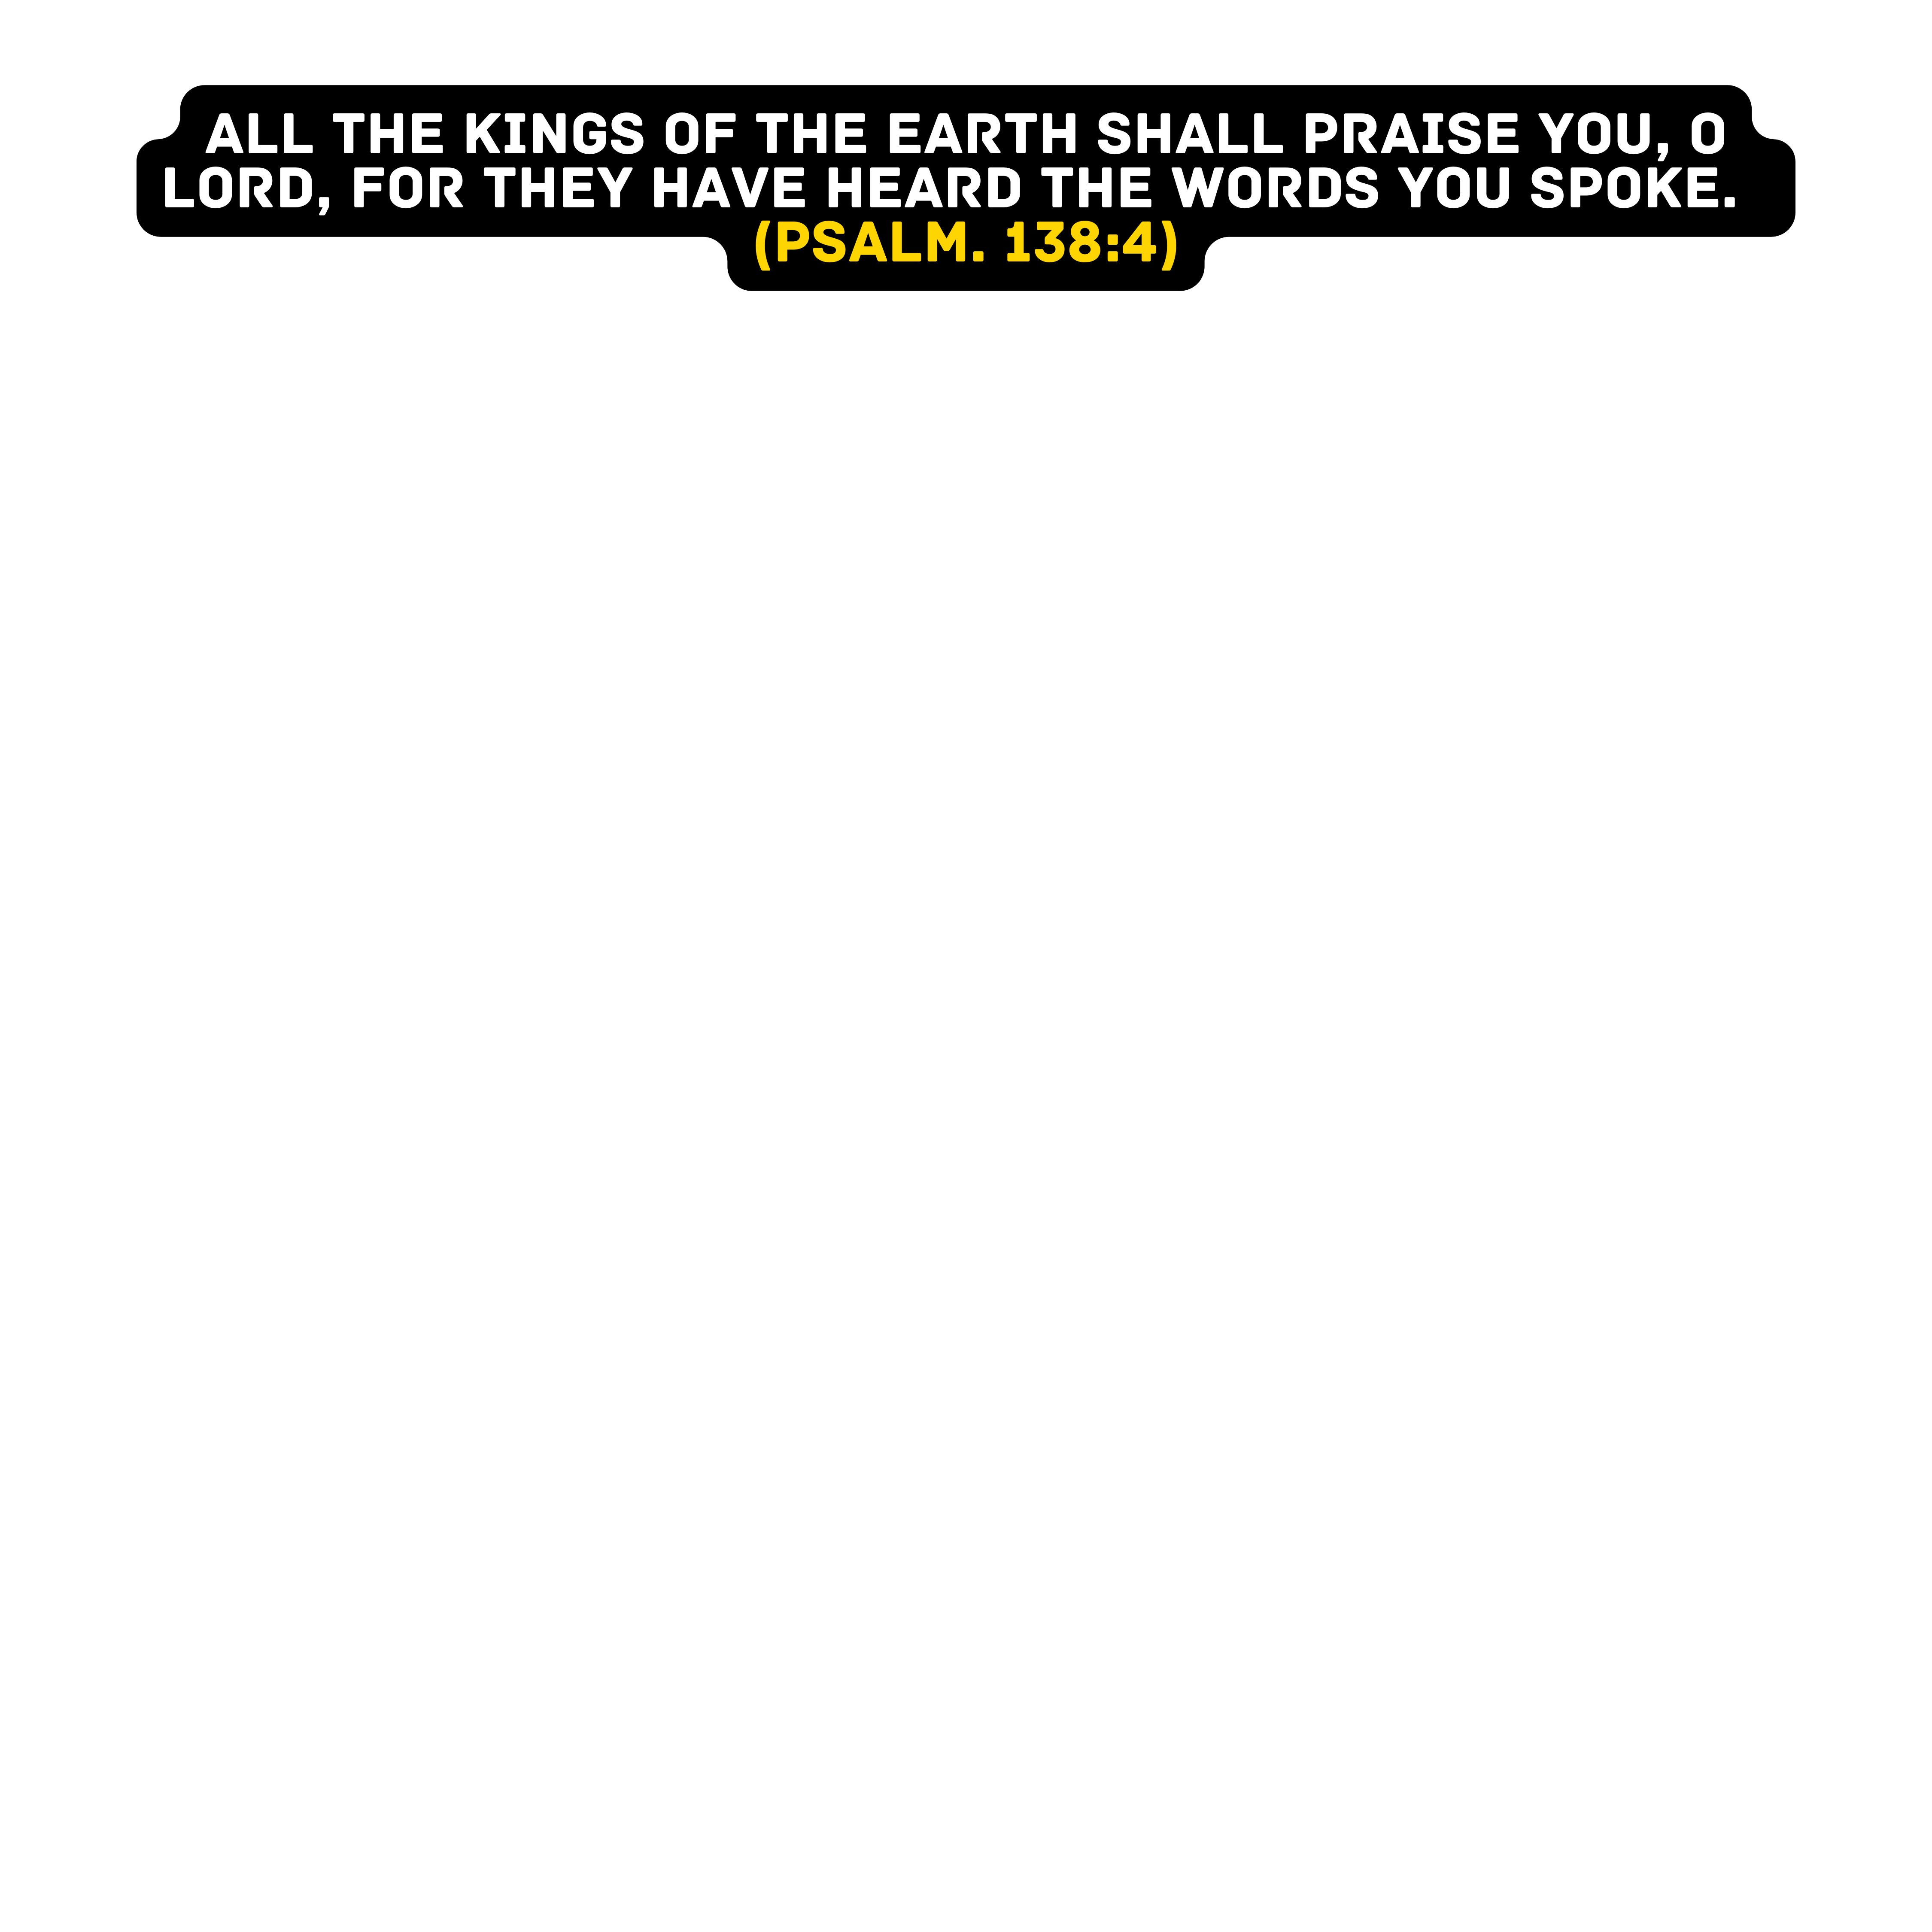 ALL THE KINGS OF THE EARTH SHALL PRAISE YOU, O
LORD, FOR THEY HAVE HEARD THE WORDS YOU SPOKE.
(PSALM. 138:4)